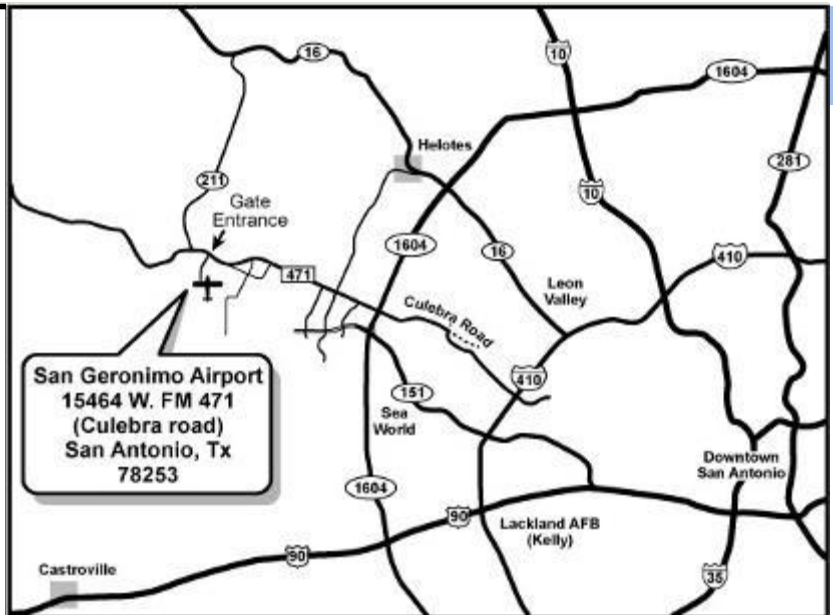 16
10
1604
Helotes
281
211
10
Gate
Entrance
1604
16
410
471
Leon
Valley
Culebra Road
410
San Geronimo Airport
15464 W. FM 471
(Culebra road)
San Antonio, Tx
78253
151
Sea
World
Downtown
San Antonio
1604
90
Lackland AFB
(Kelly)
90
Castroville
35